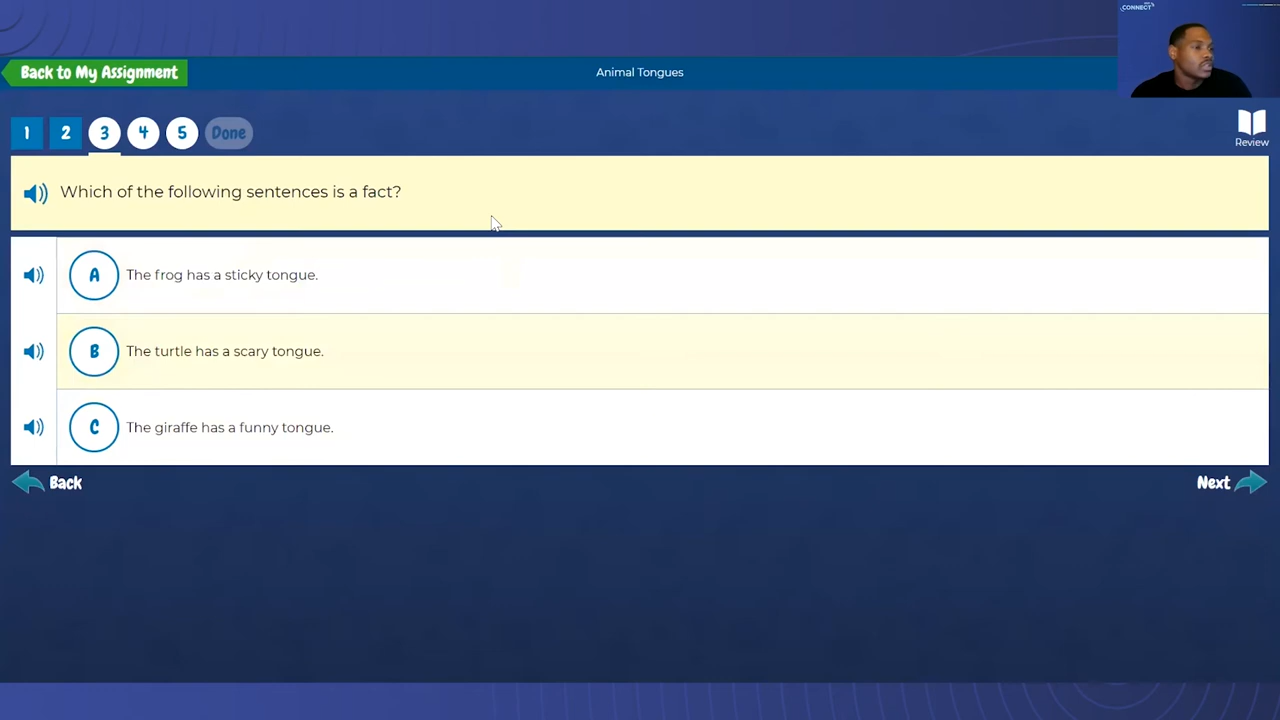 CONNECT
Back to My Assignment
Animal Tongues
1 2 3 4 5 Done
Review
Which of the following sentences is a fact?
A The frog has a sticky tongue.
B The turtle has a scary tongue.
C The giraffe has a funny tongue.
Back
Next